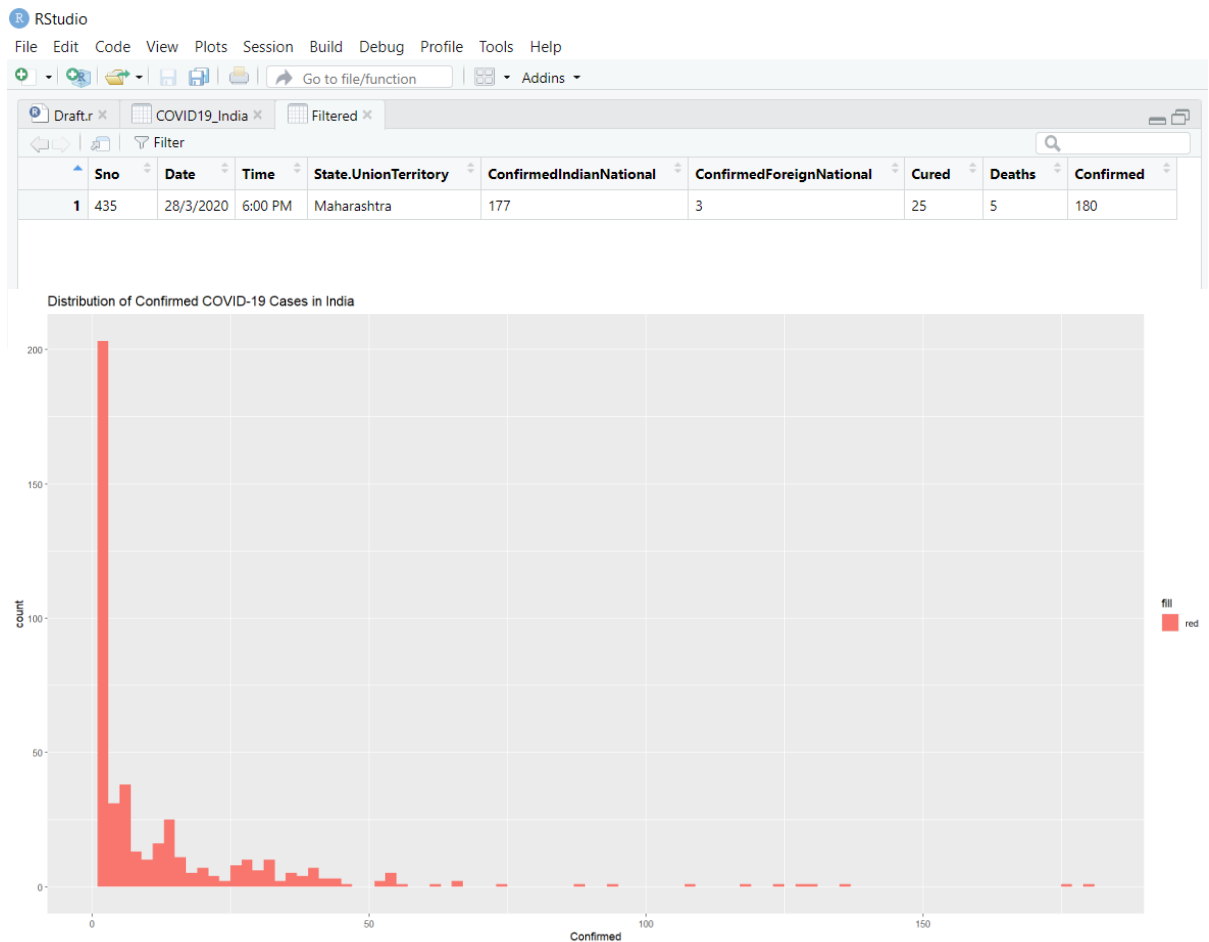 RStudio
File Edit Code View Plots Session Build Debug Profile Tools Help
Go to file/function Addins
Draft.r COVID19_India Filtered
Filter
Sno Date Time State.UnionTerritory ConfirmedIndianNational ConfirmedForeignNational Cured Deaths Confirmed
1 435 28/3/2020 6:00 PM Maharashtra 177 3 25 5 180
Distribution of Confirmed COVID-19 Cases in India
200
150
100
50
0
count
0 50 100 150
Confirmed
fill
red